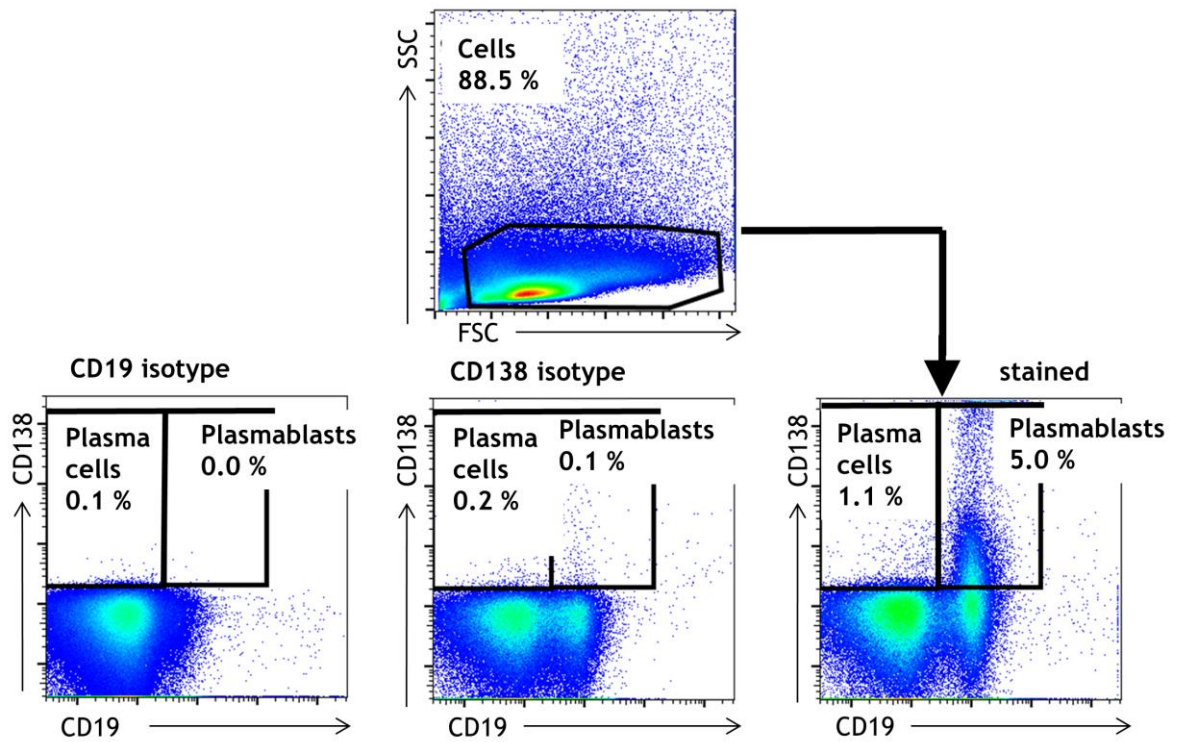 SSC
Cells
88.5 %
FSC
CD19 isotype
CD138
Plasma
cells
0.1 %
Plasmablasts
0.0 %
CD19
CD138 isotype
CD138
Plasma
cells
0.2 %
Plasmablasts
0.1 %
CD19
stained
CD138
Plasma
cells
1.1 %
Plasmablasts
5.0 %
CD19